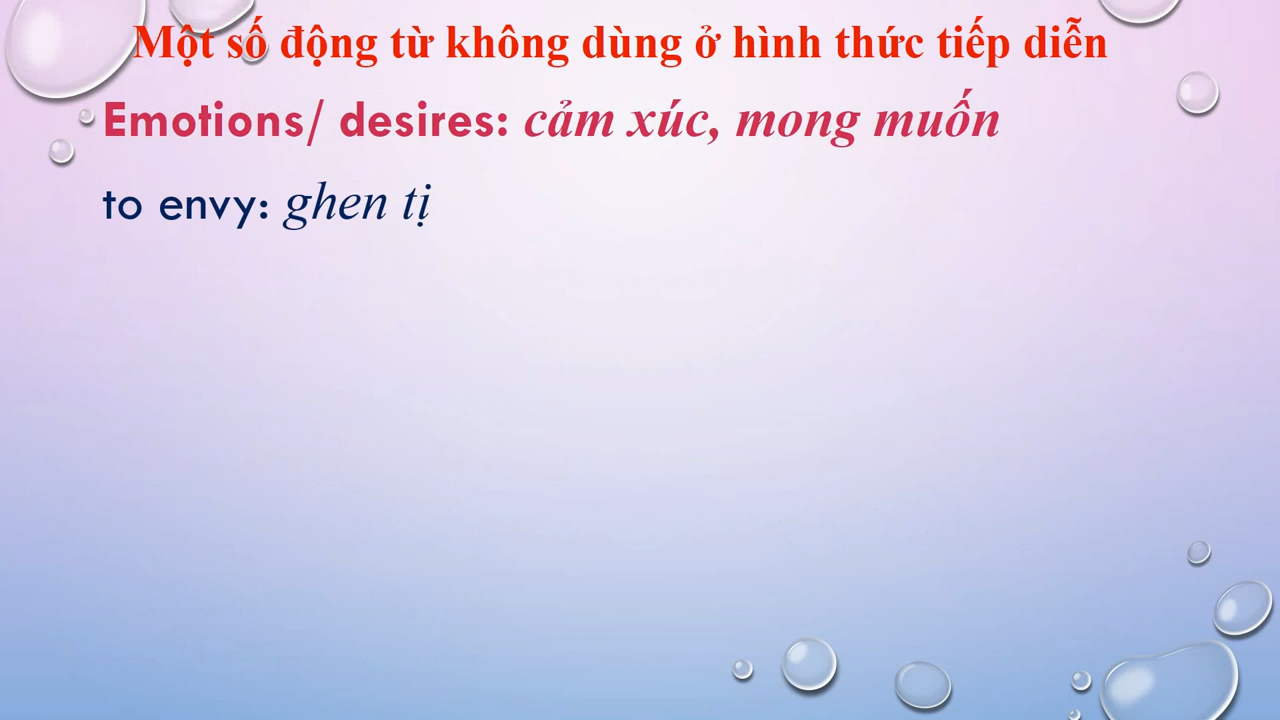 Một số động từ không dùng ở hình thức tiếp diễn
Emotions/ desires: cảm xúc, mong muốn
to envy: ghen tị